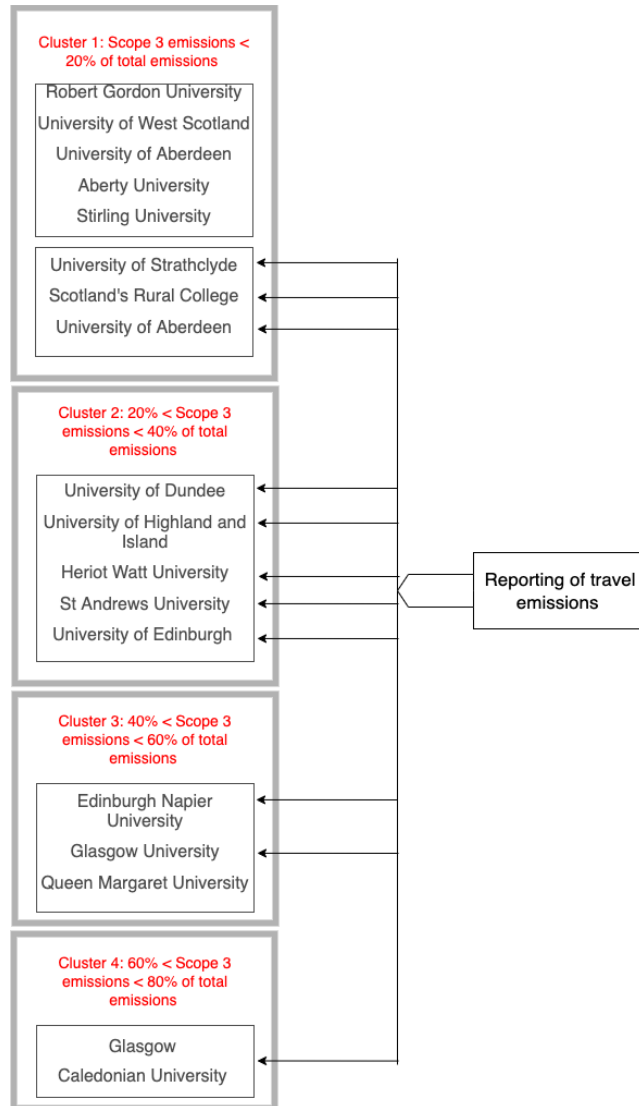 Cluster 1: Scope 3 emissions <
20% of total emissions
Robert Gordon University
University of West Scotland
University of Aberdeen
Aberty University
Stirling University
University of Strathclyde
Scotland's Rural College
University of Aberdeen
Cluster 2: 20% < Scope 3
emissions < 40% of total
emissions
University of Dundee
University of Highland and
Island
Heriot Watt University
St Andrews University
University of Edinburgh
Reporting of travel
emissions
Cluster 3: 40% < Scope 3
emissions < 60% of total
emissions
Edinburgh Napier
University
Glasgow University
Queen Margaret University
Cluster 4: 60% < Scope 3
emissions < 80% of total
emissions
Glasgow
Caledonian University